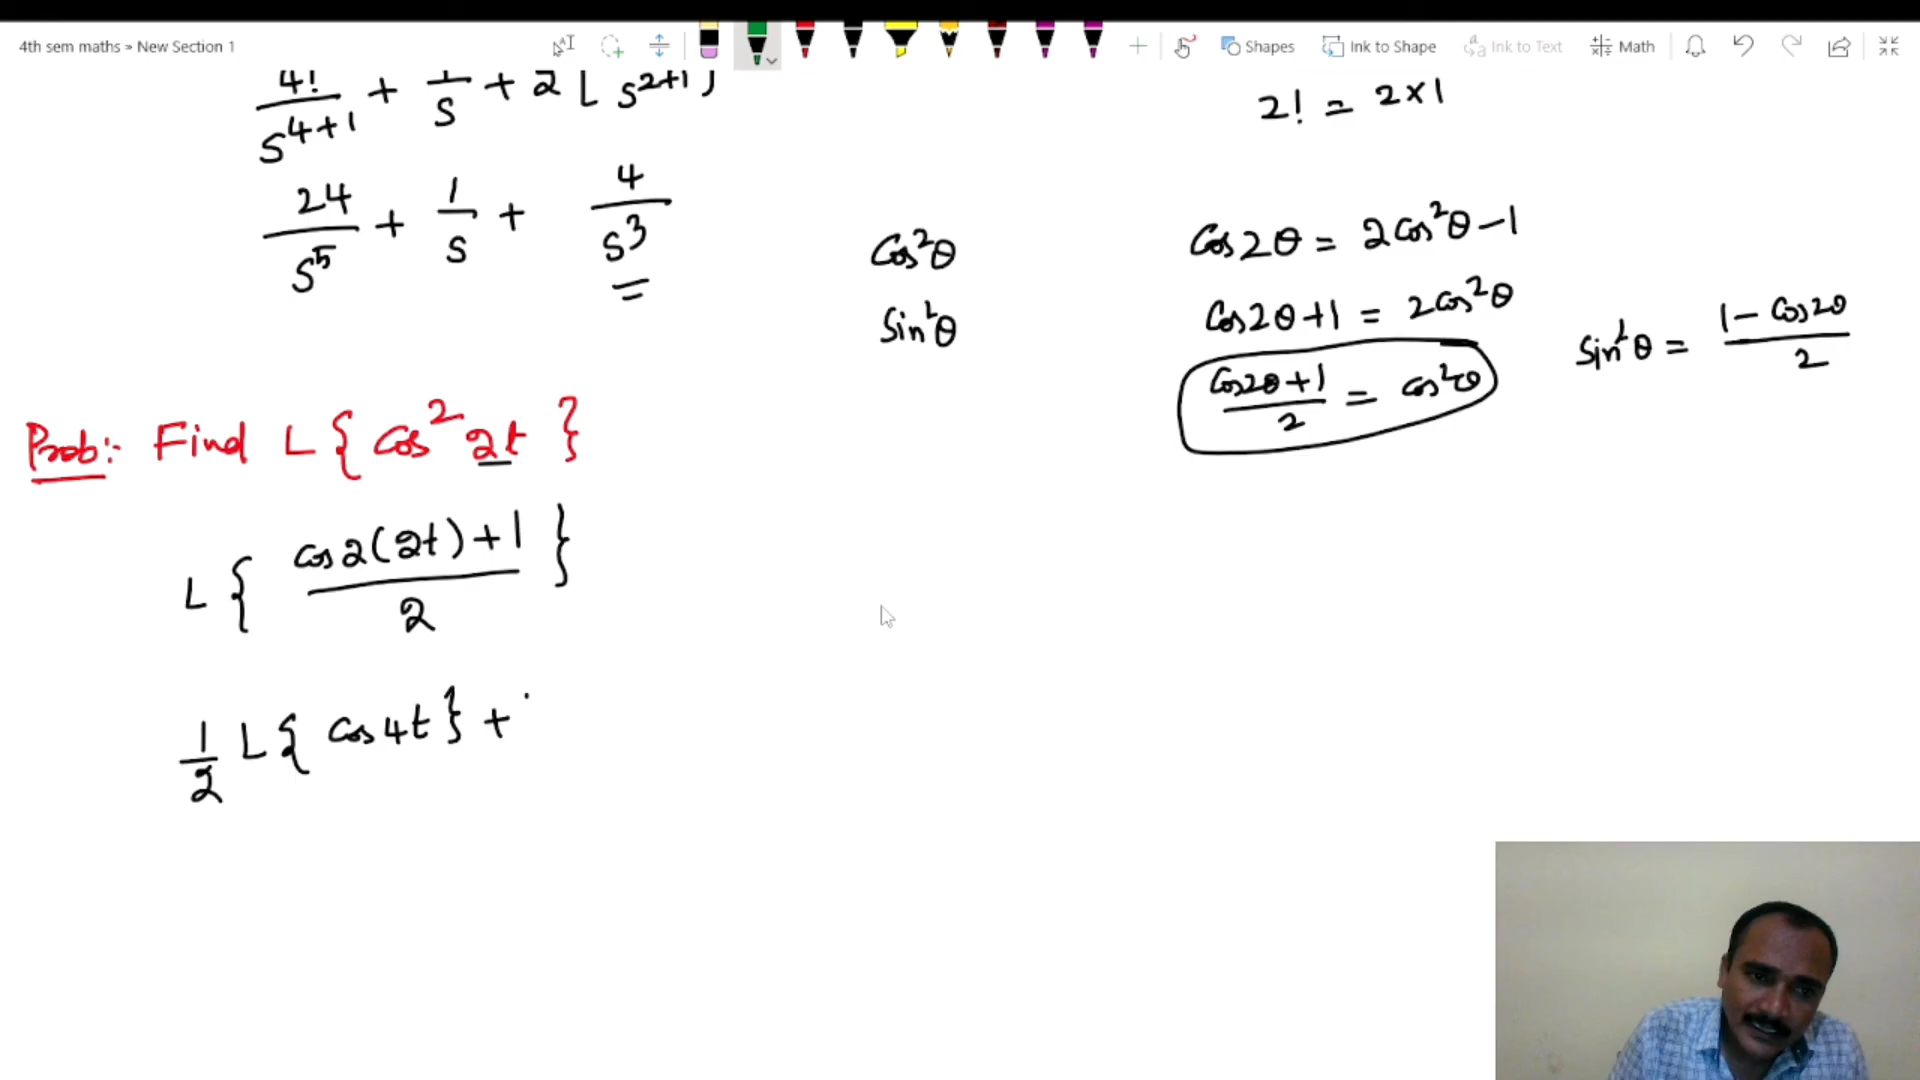 4th sem maths » New Section 1
Shapes Ink to Shape Ink to Text Math
4!/s^(4+1) + 1/s + 2 [ s^(2+1) ]
24/s^5 + 1/s + 4/s^3
2! = 2×1
Cos²θ
Sin²θ
Cos2θ = 2Cos²θ-1
Cos2θ+1 = 2Cos²θ
(Cos2θ+1)/2 = Cos²θ
Sin²θ = (1-Cos2θ)/2
Prob:- Find L{ Cos² 2t }
L{ (Cos2(2t)+1)/2 }
1/2 L{ Cos4t } +